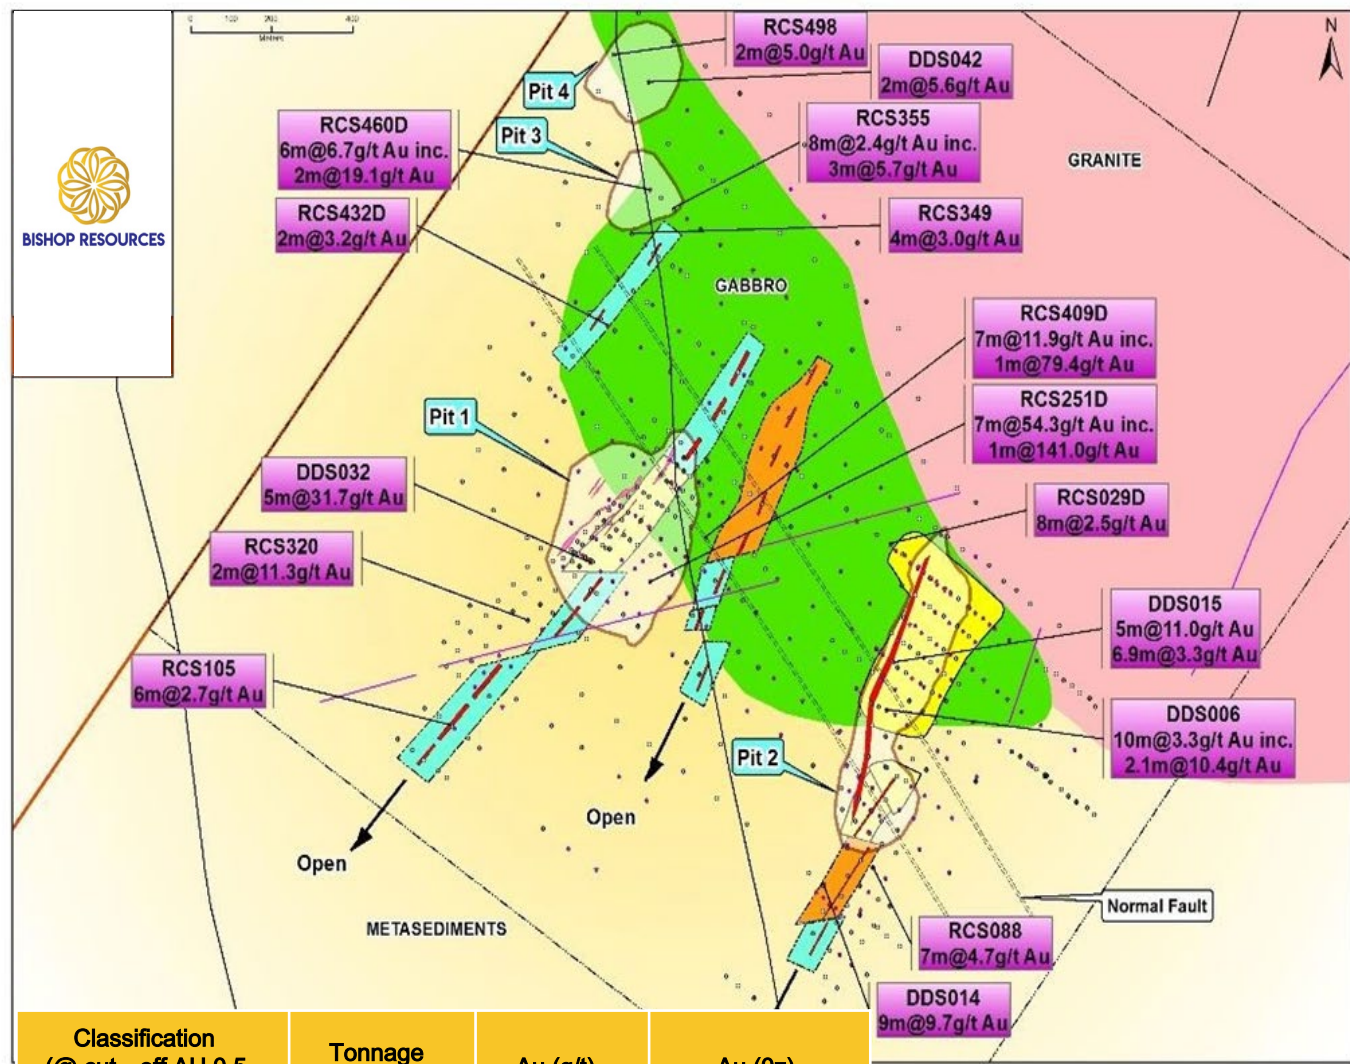 0 100 200 400
Meters
N
BISHOP RESOURCES
RCS498
2m@5.0g/t Au
DDS042
2m@5.6g/t Au
Pit 4
RCS460D
6m@6.7g/t Au inc.
2m@19.1g/t Au
Pit 3
RCS355
8m@2.4g/t Au inc.
3m@5.7g/t Au
GRANITE
RCS432D
2m@3.2g/t Au
RCS349
4m@3.0g/t Au
GABBRO
RCS409D
7m@11.9g/t Au inc.
1m@79.4g/t Au
Pit 1
RCS251D
7m@54.3g/t Au inc.
1m@141.0g/t Au
DDS032
5m@31.7g/t Au
RCS029D
8m@2.5g/t Au
RCS320
2m@11.3g/t Au
DDS015
5m@11.0g/t Au
6.9m@3.3g/t Au
RCS105
6m@2.7g/t Au
DDS006
10m@3.3g/t Au inc.
2.1m@10.4g/t Au
Pit 2
Open
Open
Normal Fault
METASEDIMENTS
RCS088
7m@4.7g/t Au
DDS014
9m@9.7g/t Au
Classification
Tonnage
Au (g/t)